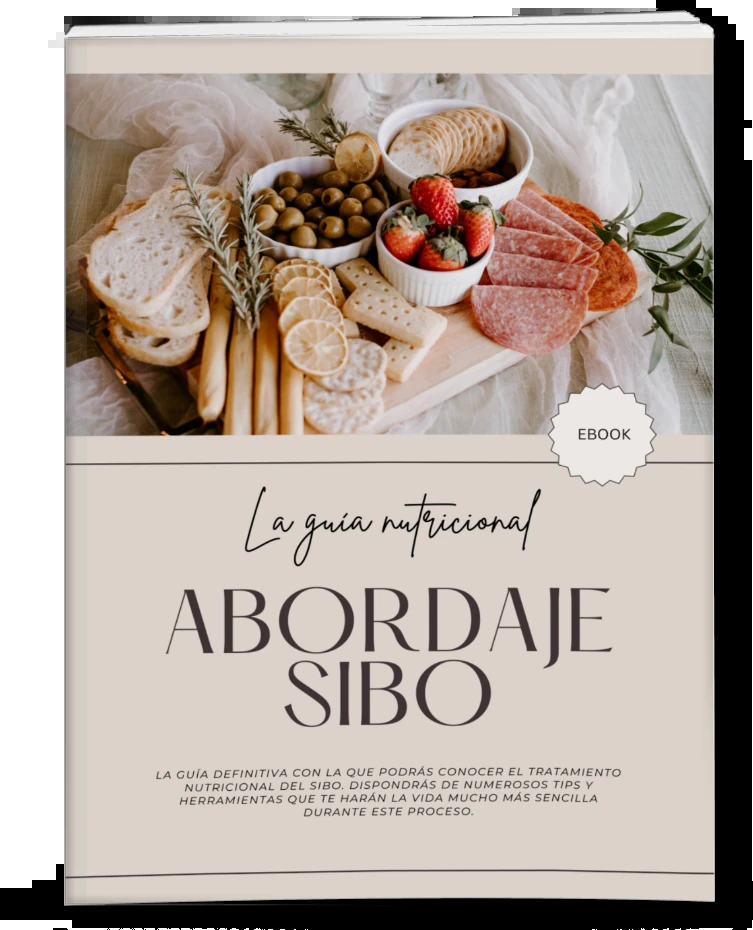 EBOOK
La guía nutricional
ABORDAJE
SIBO
LA GUÍA DEFINITIVA CON LA QUE PODRÁS CONOCER EL TRATAMIENTO
NUTRICIONAL DEL SIBO. DISPONDRÁS DE NUMEROSOS TIPS Y
HERRAMIENTAS QUE TE HARÁN LA VIDA MUCHO MÁS SENCILLA
DURANTE ESTE PROCESO.